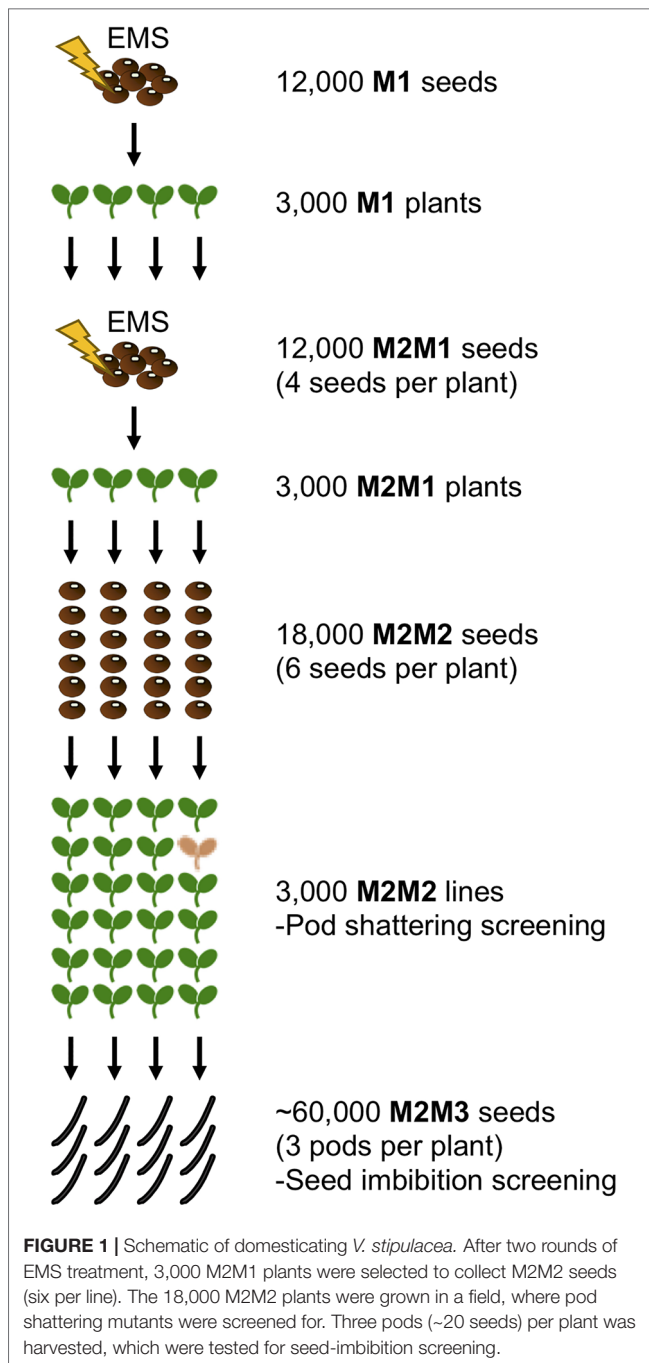 EMS
12,000 M1 seeds
3,000 M1 plants
EMS
12,000 M2M1 seeds
(4 seeds per plant)
3,000 M2M1 plants
18,000 M2M2 seeds
(6 seeds per plant)
3,000 M2M2 lines
-Pod shattering screening
~60,000 M2M3 seeds
(3 pods per plant)
-Seed imbibition screening
FIGURE 1 | Schematic of domesticating V. stipulacea. After two rounds of
EMS treatment, 3,000 M2M1 plants were selected to collect M2M2 seeds
(six per line). The 18,000 M2M2 plants were grown in a field, where pod
shattering mutants were screened for. Three pods (~20 seeds) per plant was
harvested, which were tested for seed-imbibition screening.